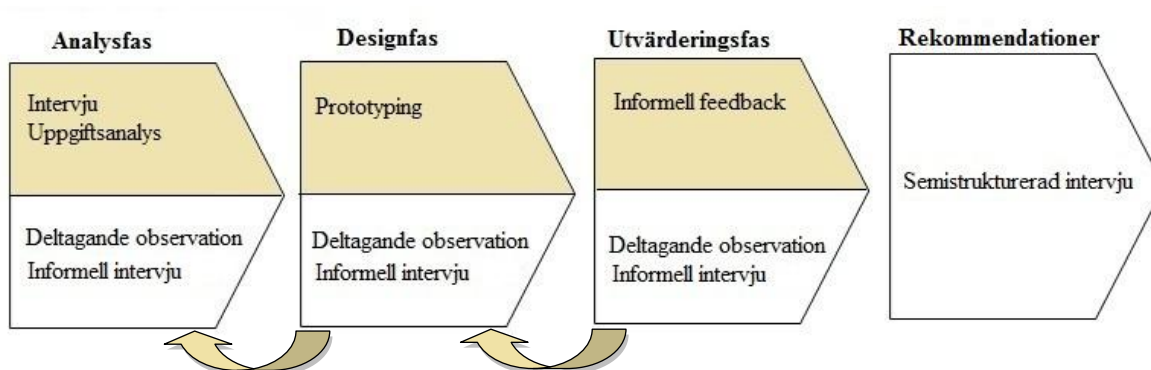 Analysfas
Intervju
Uppgiftsanalys
Deltagande observation
Informell intervju
Designfas
Prototyping
Deltagande observation
Informell intervju
Utvärderingsfas
Informell feedback
Deltagande observation
Informell intervju
Rekommendationer
Semistrukturerad intervju